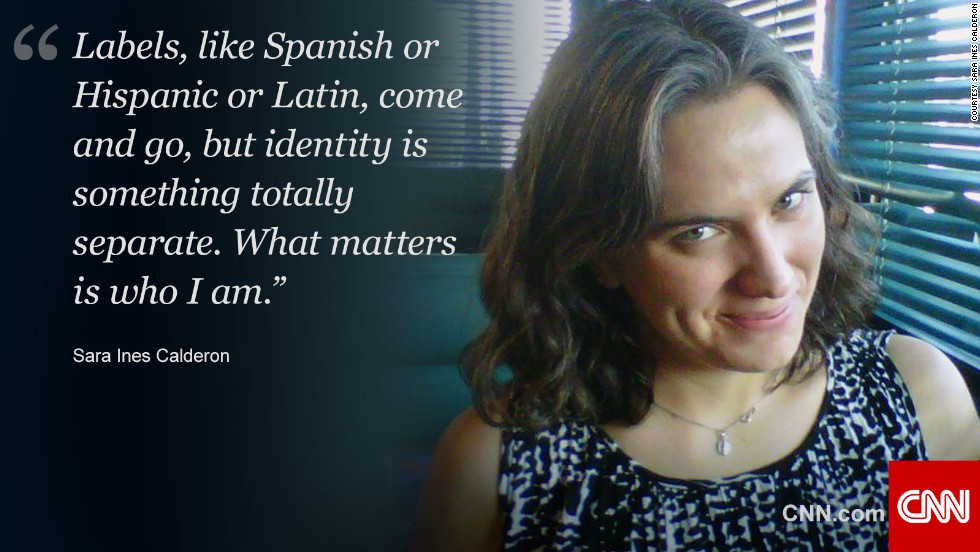 “ Labels, like Spanish or
Hispanic or Latin, come
and go, but identity is
something totally
separate. What matters
is who I am.”
Sara Ines Calderon
COURTESY SARA INES CALDERON
CNN.com CNN